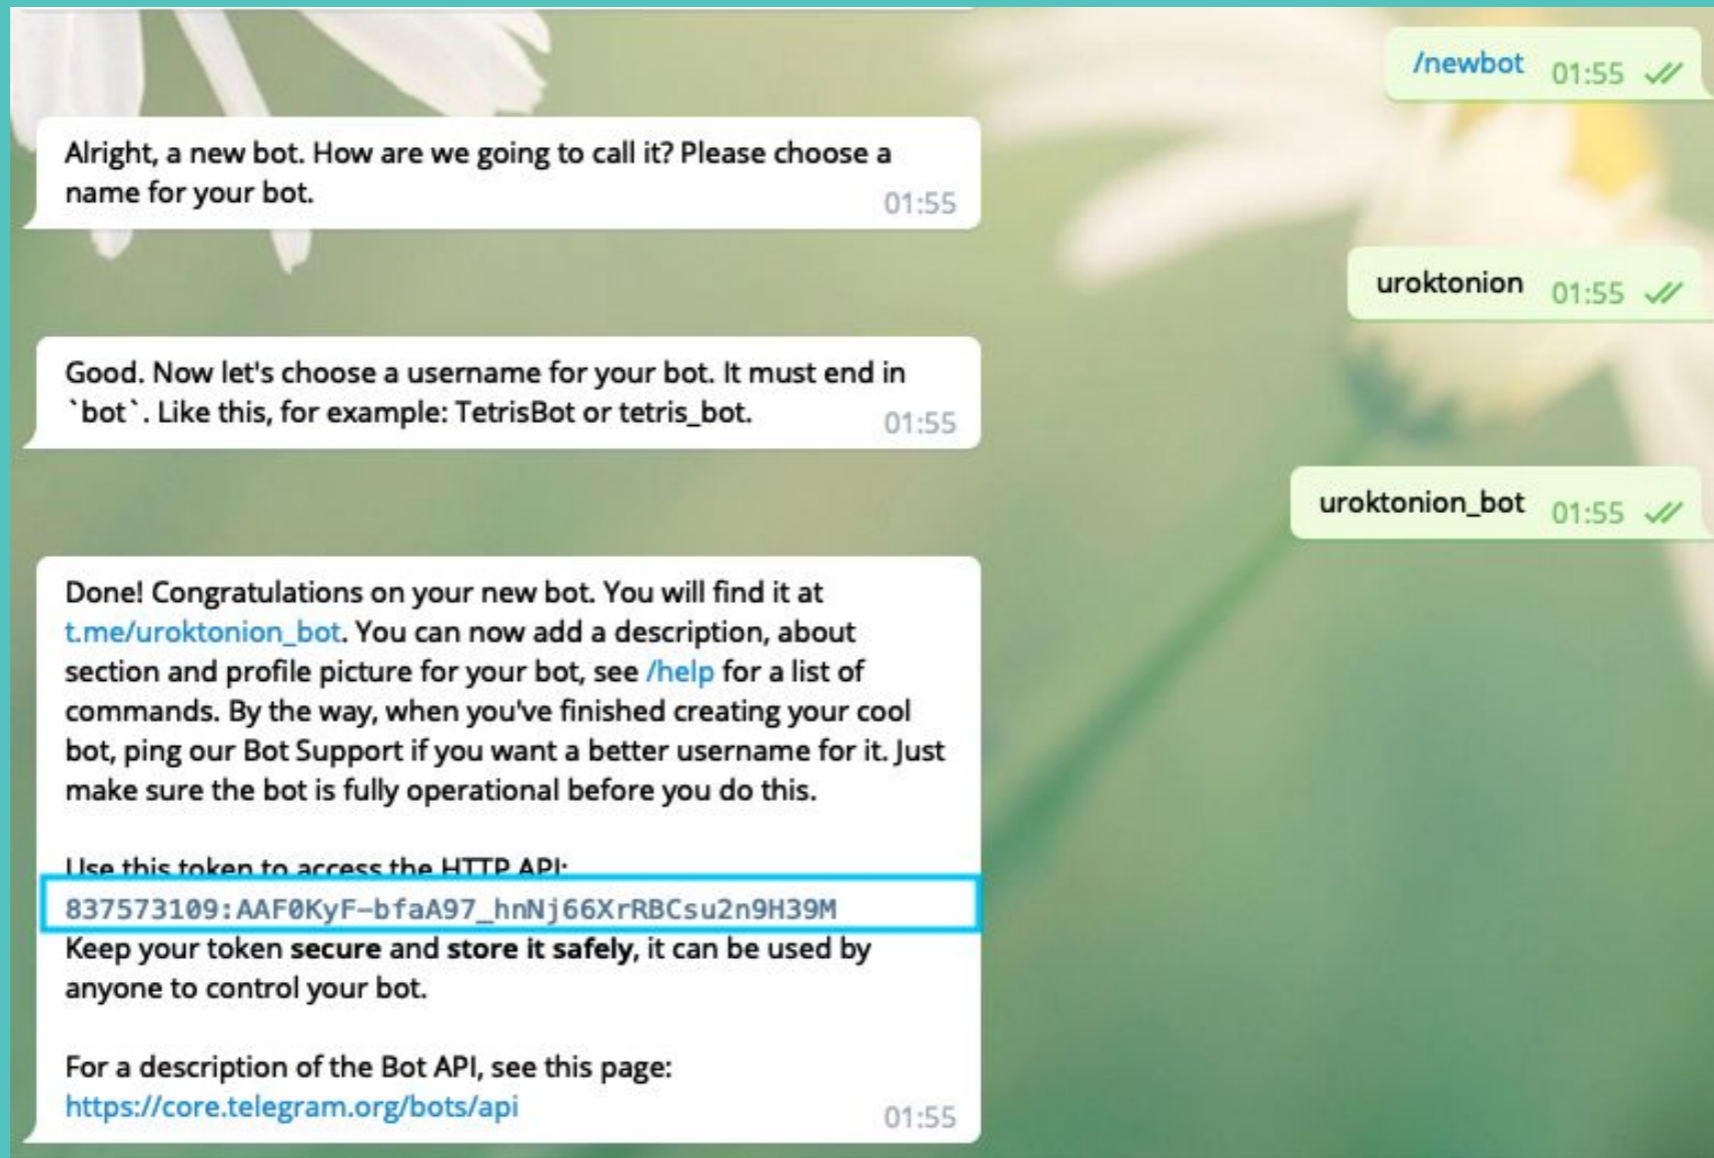 /newbot 01:55
Alright, a new bot. How are we going to call it? Please choose a
name for your bot. 01:55
uroktonion 01:55
Good. Now let's choose a username for your bot. It must end in
`bot`. Like this, for example: TetrisBot or tetris_bot. 01:55
uroktonion_bot 01:55
Done! Congratulations on your new bot. You will find it at
t.me/uroktonion_bot. You can now add a description, about
section and profile picture for your bot, see /help for a list of
commands. By the way, when you've finished creating your cool
bot, ping our Bot Support if you want a better username for it. Just
make sure the bot is fully operational before you do this.
Use this token to access the HTTP API:
837573109:AAF0KyF-bfaA97_hnNj66XrRBCsu2n9H39M
Keep your token secure and store it safely, it can be used by
anyone to control your bot.
For a description of the Bot API, see this page:
https://core.telegram.org/bots/api 01:55